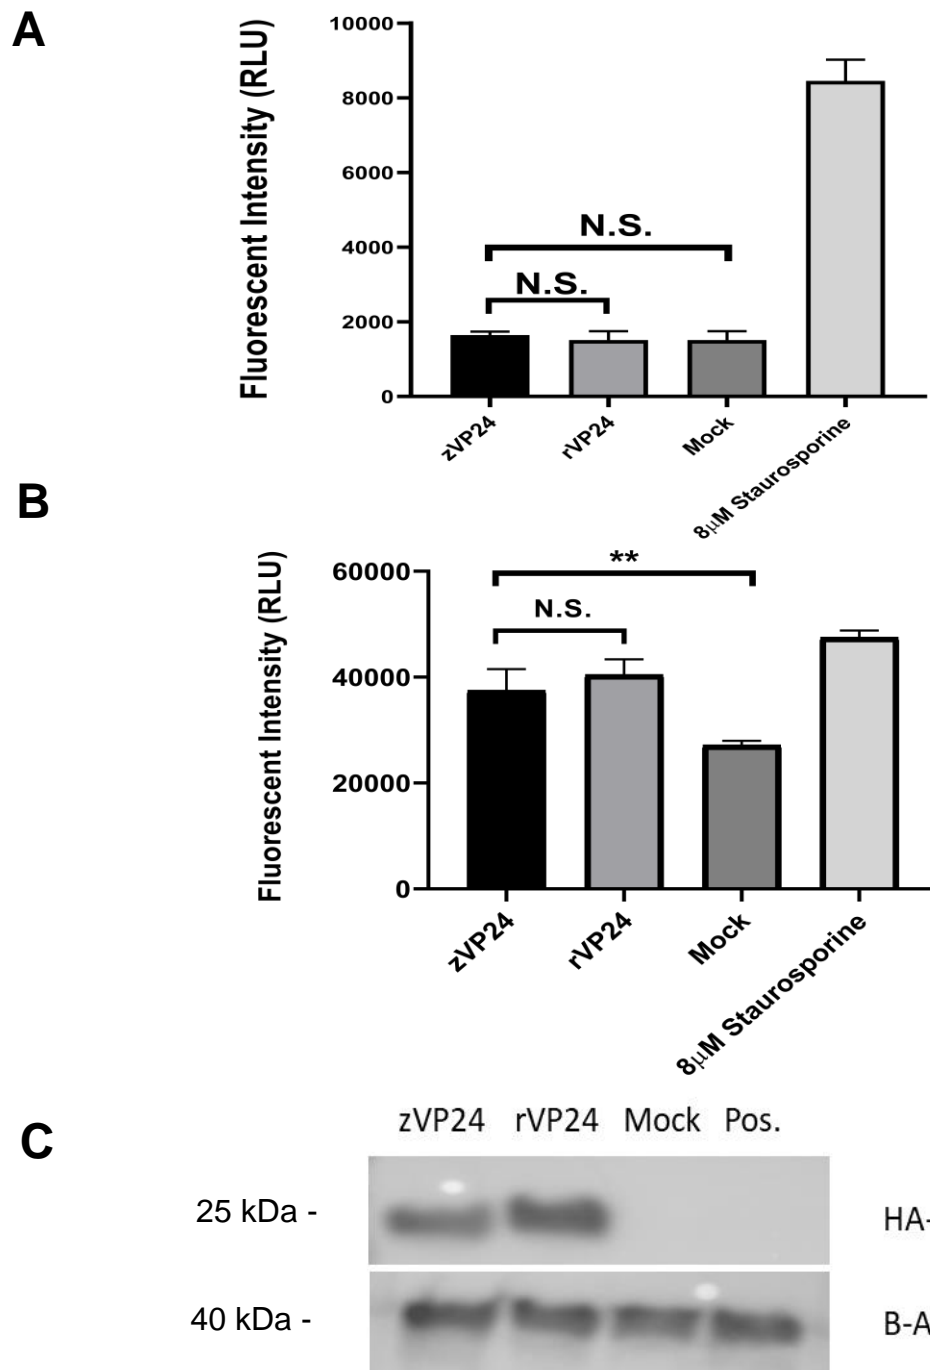 A
Fluorescent Intensity (RLU)
10000
8000
6000
4000
2000
0
N.S.
N.S.
zVP24
rVP24
Mock
8μM Staurosporine
B
Fluorescent Intensity (RLU)
60000
40000
20000
0
**
N.S.
zVP24
rVP24
Mock
8μM Staurosporine
C
zVP24 rVP24 Mock Pos.
25 kDa - HA-
40 kDa - B-A